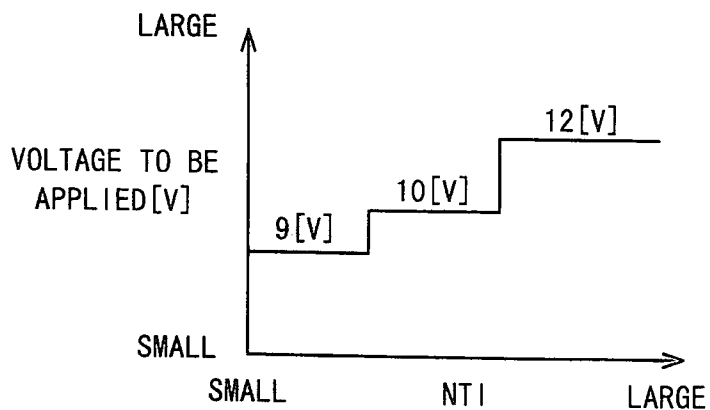 LARGE
12[V]
VOLTAGE TO BE
APPLIED[V]
10[V]
9[V]
SMALL
SMALL
NTI
LARGE